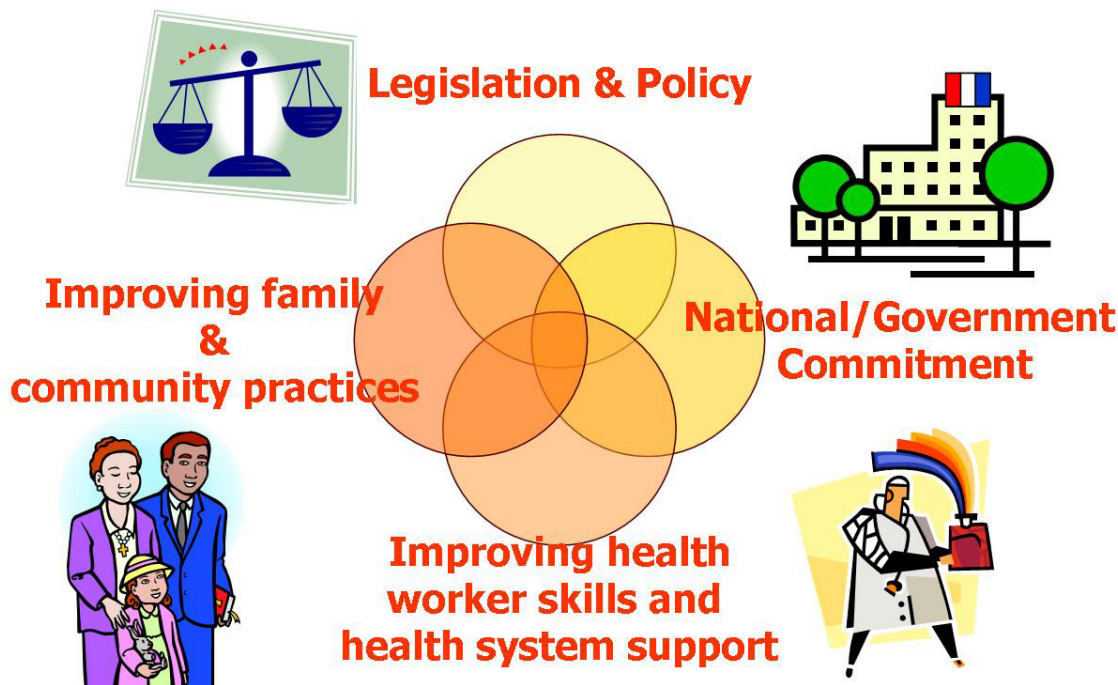 Legislation & Policy
Improving family
&
community practices
National/Government
Commitment
Improving health
worker skills and
health system support